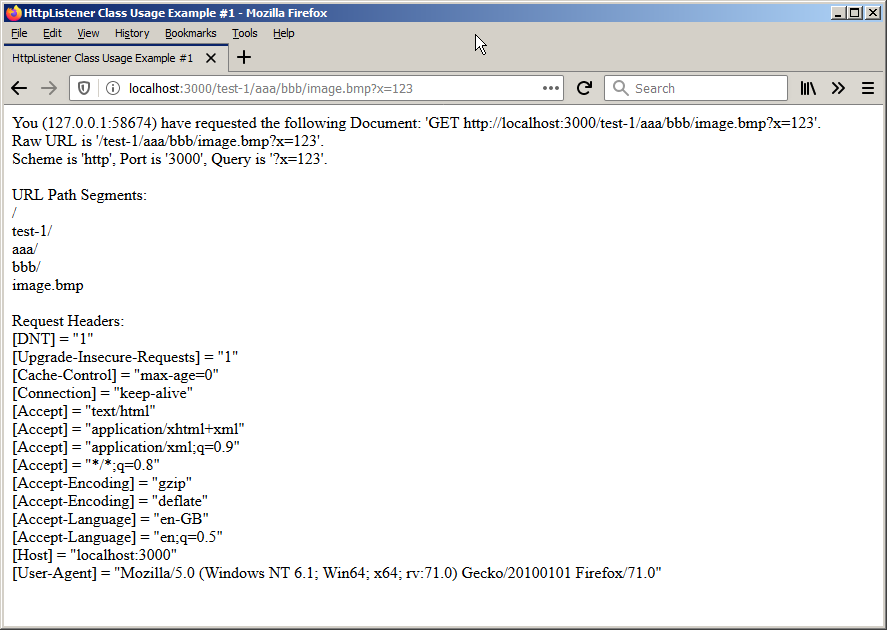 HttpListener Class Usage Example #1 - Mozilla Firefox
File Edit View History Bookmarks Tools Help
HttpListener Class Usage Example #1
localhost:3000/test-1/aaa/bbb/image.bmp?x=123
Search
You (127.0.0.1:58674) have requested the following Document: 'GET http://localhost:3000/test-1/aaa/bbb/image.bmp?x=123'.
Raw URL is '/test-1/aaa/bbb/image.bmp?x=123'.
Scheme is 'http', Port is '3000', Query is '?x=123'.
URL Path Segments:
/
test-1/
aaa/
bbb/
image.bmp
Request Headers:
[DNT] = "1"
[Upgrade-Insecure-Requests] = "1"
[Cache-Control] = "max-age=0"
[Connection] = "keep-alive"
[Accept] = "text/html"
[Accept] = "application/xhtml+xml"
[Accept] = "application/xml;q=0.9"
[Accept] = "*/*;q=0.8"
[Accept-Encoding] = "gzip"
[Accept-Encoding] = "deflate"
[Accept-Language] = "en-GB"
[Accept-Language] = "en;q=0.5"
[Host] = "localhost:3000"
[User-Agent] = "Mozilla/5.0 (Windows NT 6.1; Win64; x64; rv:71.0) Gecko/20100101 Firefox/71.0"